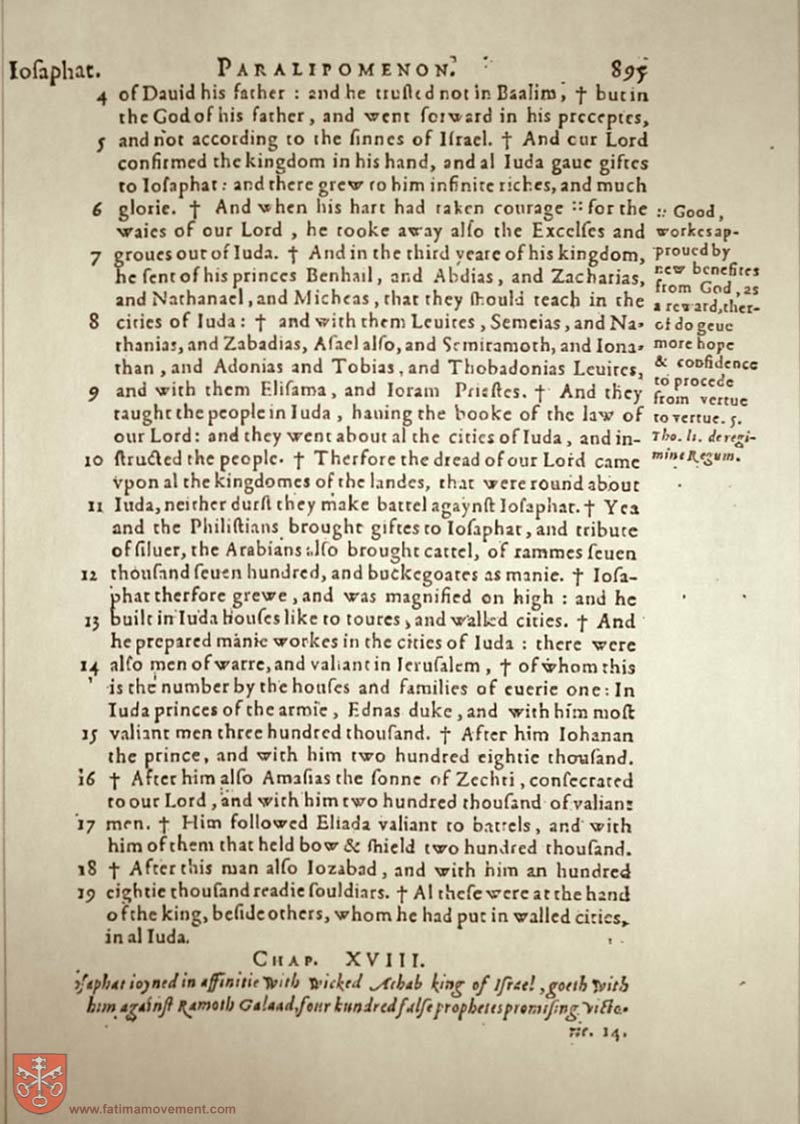 Iosaphat. PARALIPOMENON. 895
4 of Dauid his father : and he trusted not in Baalim, † but in
the God of his father, and went forward in his preceptes,
5 and not according to the sinnes of Israel. † And our Lord
confirmed the kingdom in his hand, and al Iuda gaue giftes
to Iosaphat: and there grew to him infinite riches, and much
6 glorie. † And when his hart had taken courage :: for the
waies of our Lord, he tooke away also the Excelses and
7 groues out of Iuda. † And in the third yeare of his kingdom,
he sent of his princes Benhail, and Abdias, and Zacharias,
and Nathanael, and Micheas, that they should teach in the
8 cities of Iuda: † and with them Leuites, Semeias, and Na-
thanias, and Zabadias, Asael also, and Semiramoth, and Iona-
than, and Adonias and Tobias, and Thobadonias Leuites,
9 and with them Elisama, and Ioram Priestes. † And they
taught the people in Iuda, hauing the booke of the law of
our Lord: and they went about al the cities of Iuda, and in-
10 structed the people. † Therfore the dread of our Lord came
vpon al the kingdomes of the landes, that were round about
11 Iuda, neither durst they make battel agaynst Iosaphat. † Yea
and the Philistians brought giftes to Iosaphat, and tribute
of siluer, the Arabians also brought cattel, of rammes seuen
12 thousand seuen hundred, and buckegoates as manie. † Iosa-
phat therfore grewe, and was magnified on high : and he
13 built in Iuda houses like to toures, and walled cities. † And
he prepared manie workes in the cities of Iuda : there were
14 also men of warre, and valiant in Ierusalem, † of whom this
is the number by the houses and families of euerie one: In
Iuda princes of the armie, Ednas duke, and with him most
15 valiant men three hundred thousand. † After him Iohanan
the prince, and with him two hundred eightie thousand.
16 † After him also Amasias the sonne of Zechri, consecrated
to our Lord, and with him two hundred thousand of valiant
17 men. † Him followed Eliada valiant to battels, and with
him of them that held bow & shield two hundred thousand.
18 † After this man also Iozabad, and with him an hundred
19 eightie thousand readie souldiars. † Al these were at the hand
of the king, beside others, whom he had put in walled cities,
in al Iuda.
:: Good,
workes ap-
proued by
new benefites
from God, as
a reward, ther-
of do geue
more hope
& confidence
to procede
from vertue
to vertue. S.
Tho. li. de regi-
mine Regum.
CHAP. XVIII.
Iosaphat ioyned in affinitie with wicked Achab king of Israel, goeth with
him against Ramoth Galaad, four hundred false prophetes promising victo-
rie. 14.
www.fatimamovement.com